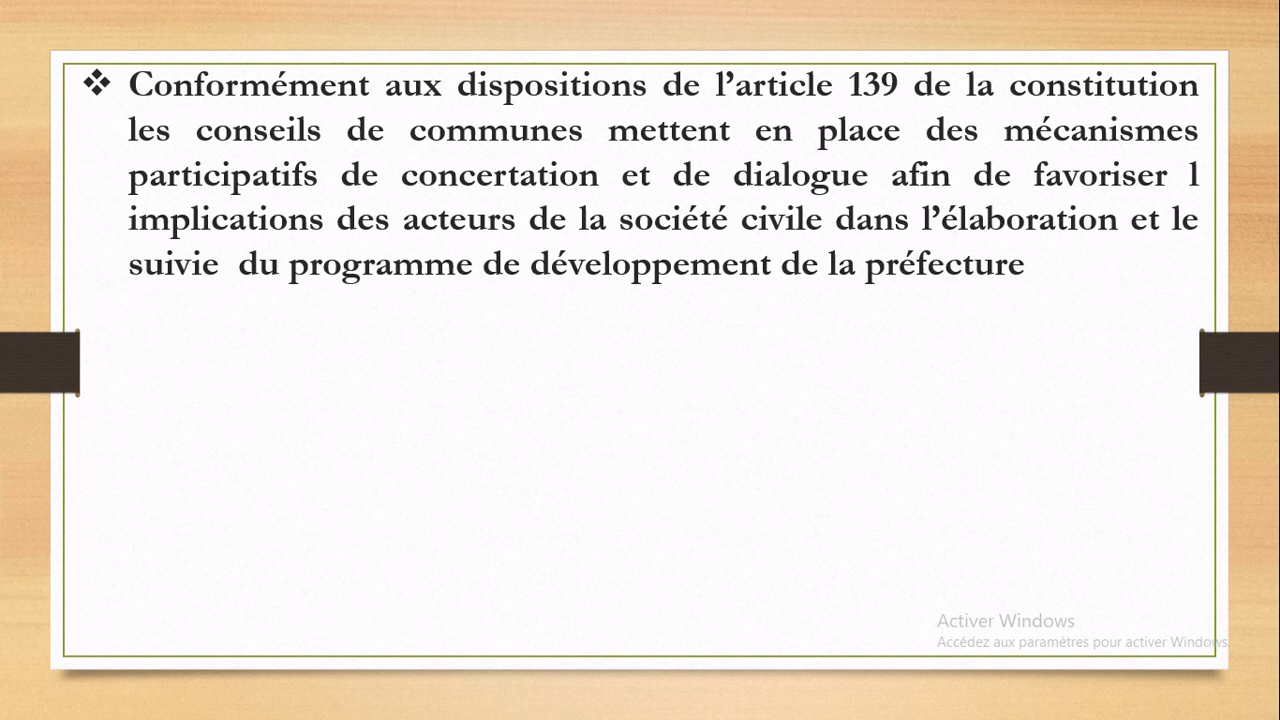 ❖ Conformément aux dispositions de l’article 139 de la constitution
les conseils de communes mettent en place des mécanismes
participatifs de concertation et de dialogue afin de favoriser l
implications des acteurs de la société civile dans l’élaboration et le
suivie du programme de développement de la préfecture
Activer Windows
Accédez aux paramètres pour activer Windows.